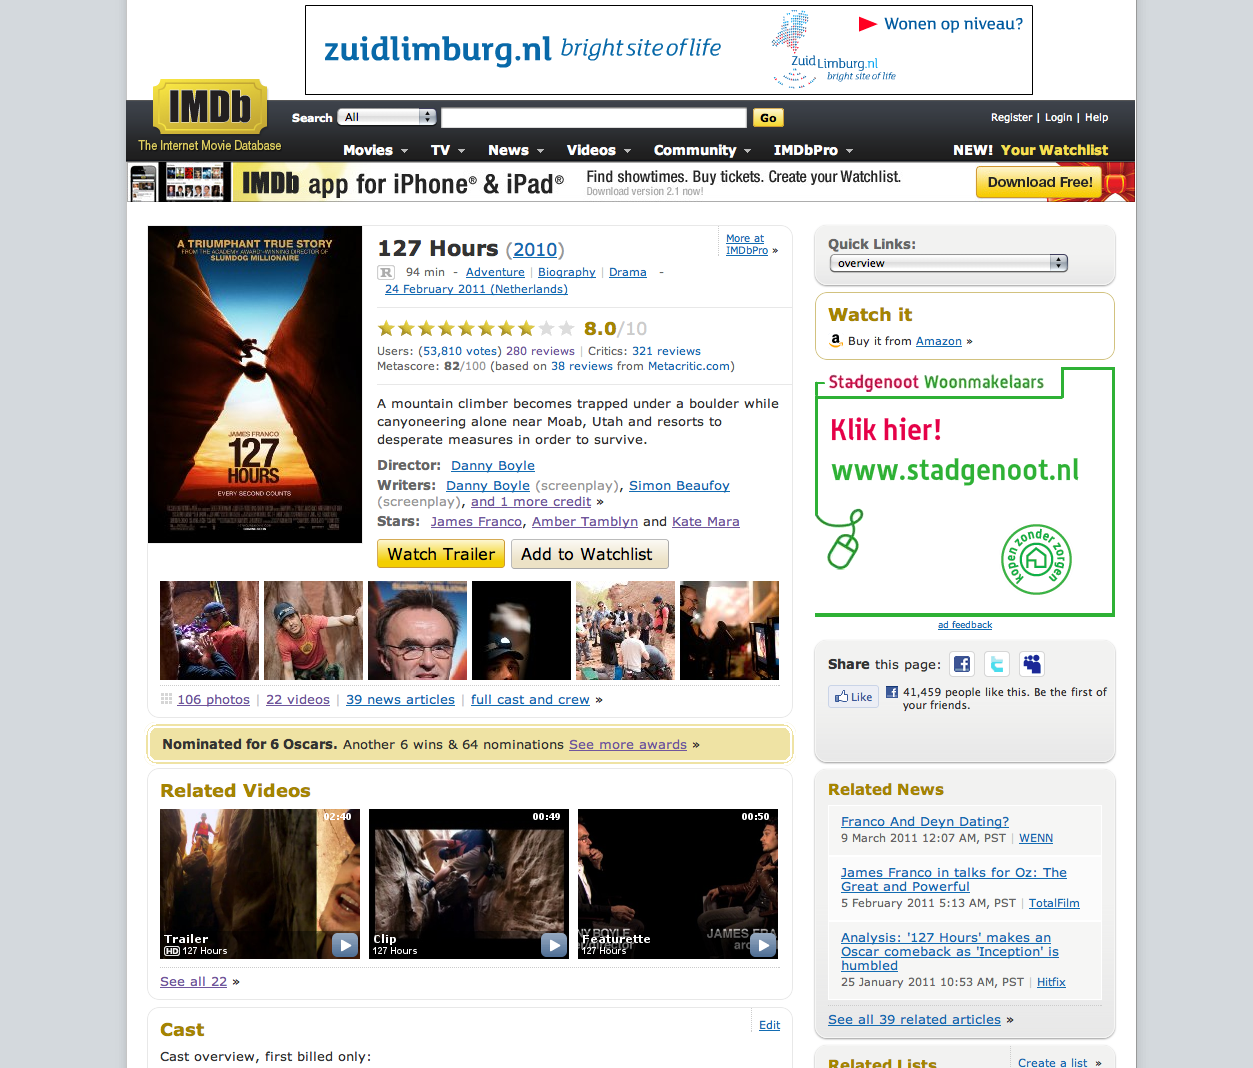 zuidlimburg.nl bright site of life
Wonen op niveau?
Zuid Limburg.nl
bright site of life
IMDb
The Internet Movie Database
Search All Go
Register | Login | Help
Movies TV News Videos Community IMDbPro
NEW! Your Watchlist
IMDb app for iPhone® & iPad®
Find showtimes. Buy tickets. Create your Watchlist.
Download version 2.1 now!
Download Free!
A TRIUMPHANT TRUE STORY
FROM THE ACADEMY AWARD®-WINNING DIRECTOR OF
SLUMDOG MILLIONAIRE
JAMES FRANCO
127
HOURS
EVERY SECOND COUNTS
127 Hours (2010)
More at
IMDbPro »
R 94 min - Adventure | Biography | Drama -
24 February 2011 (Netherlands)
8.0/10
Users: (53,810 votes) 280 reviews | Critics: 321 reviews
Metascore: 82/100 (based on 38 reviews from Metacritic.com)
A mountain climber becomes trapped under a boulder while
canyoneering alone near Moab, Utah and resorts to
desperate measures in order to survive.
Director: Danny Boyle
Writers: Danny Boyle (screenplay), Simon Beaufoy
(screenplay), and 1 more credit »
Stars: James Franco, Amber Tamblyn and Kate Mara
Watch Trailer
Add to Watchlist
106 photos | 22 videos | 39 news articles | full cast and crew »
Nominated for 6 Oscars. Another 6 wins & 64 nominations See more awards »
Related Videos
02:40
Trailer
HD 127 Hours
00:49
Clip
127 Hours
00:50
NY BOYLE
JAMES FRA
Featurette
127 Hours
See all 22 »
Cast
Edit
Cast overview, first billed only:
Quick Links:
overview
Watch it
a Buy it from Amazon »
Stadgenoot Woonmakelaars
Klik hier!
www.stadgenoot.nl
kopen zonder zorgen
ad feedback
Share this page:
Like
41,459 people like this. Be the first of
your friends.
Related News
Franco And Deyn Dating?
9 March 2011 12:07 AM, PST | WENN
James Franco in talks for Oz: The
Great and Powerful
5 February 2011 5:13 AM, PST | TotalFilm
Analysis: '127 Hours' makes an
Oscar comeback as 'Inception' is
humbled
25 January 2011 10:53 AM, PST | Hitfix
See all 39 related articles »
Related Lists
Create a list »